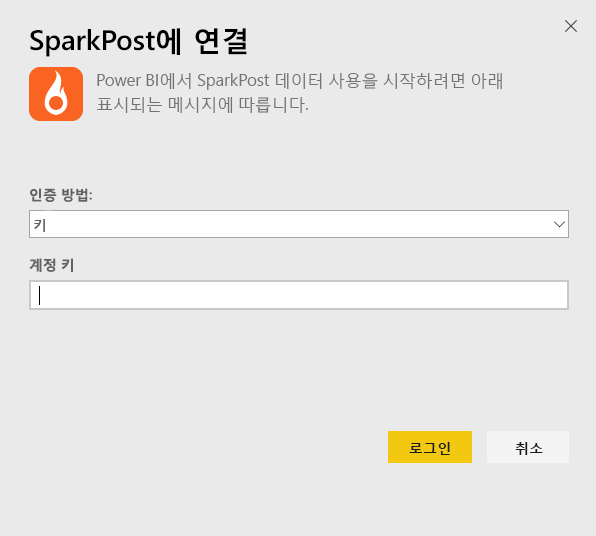 SparkPost에 연결
Power BI에서 SparkPost 데이터 사용을 시작하려면 아래
표시되는 메시지에 따릅니다.
인증 방법:
키
계정 키
로그인
취소